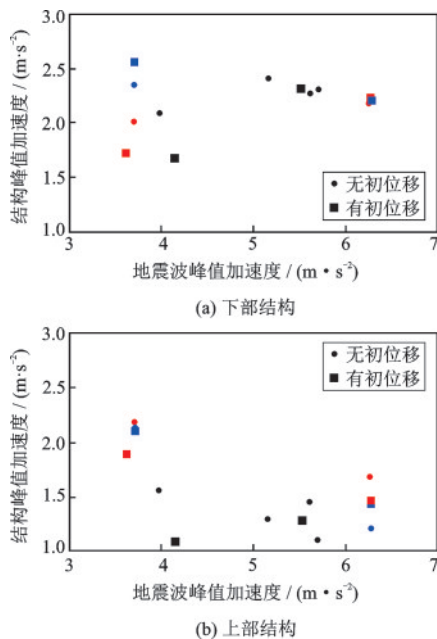 3.0
2.5
2.0
1.5
1.0
结构峰值加速度 / (m·s⁻²)
无初位移
有初位移
3 4 5 6 7
地震波峰值加速度 / (m·s⁻²)
(a) 下部结构
3.0
2.5
2.0
1.5
1.0
结构峰值加速度 / (m·s⁻²)
无初位移
有初位移
3 4 5 6 7
地震波峰值加速度 / (m·s⁻²)
(b) 上部结构